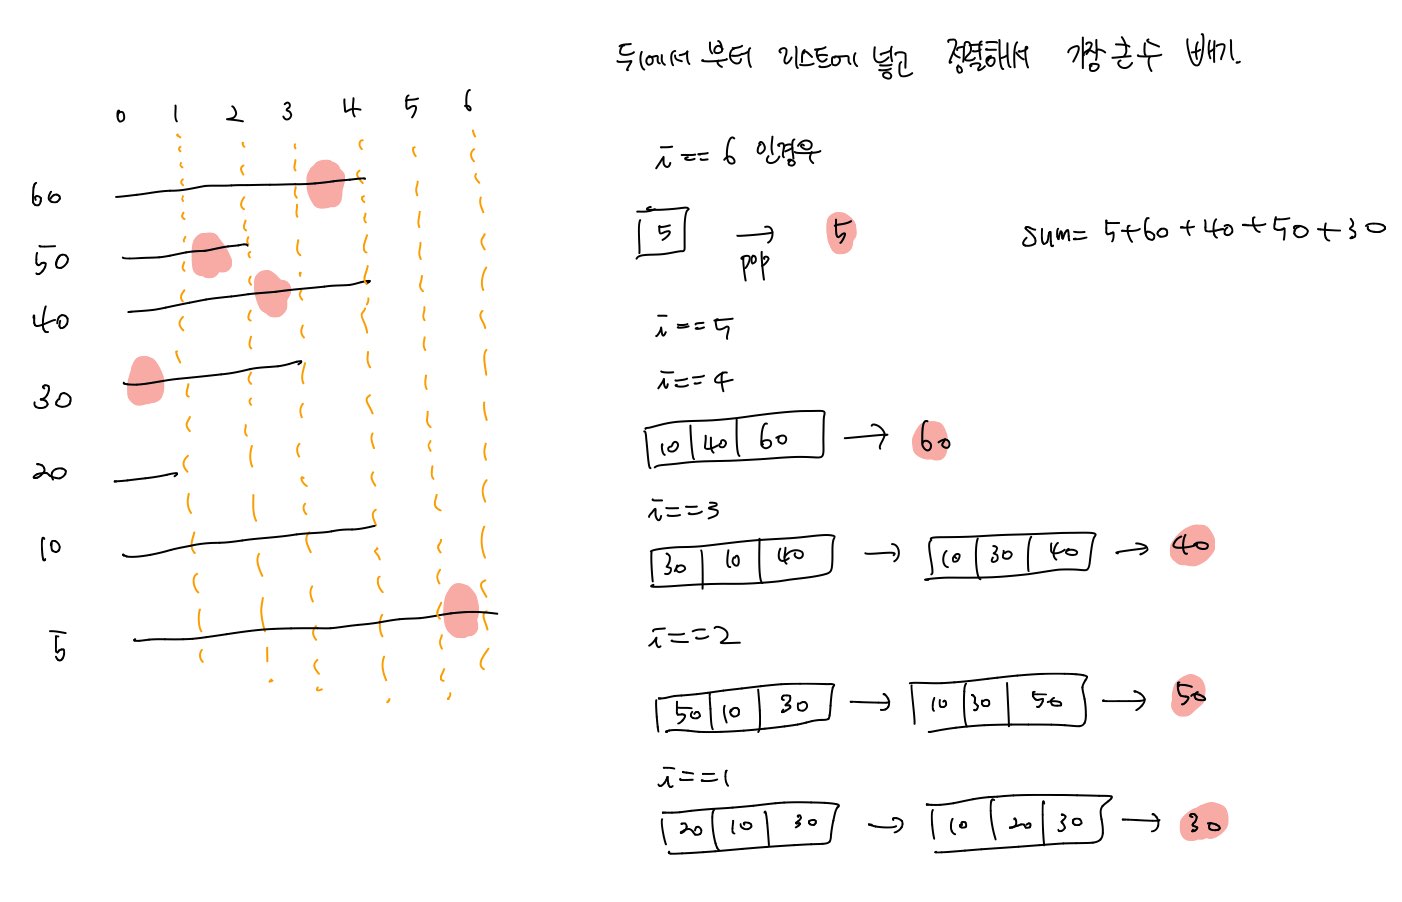 뒤에서 부터 리스트에 넣고 정렬해서 가장 큰수 빼기.
0 1 2 3 4 5 6
60
50
40
30
20
10
5
i == 6 인경우
5 → pop 5
sum = 5+60+40+50+30
i == 5
i == 4
10 40 60 → 60
i == 3
30 10 40 → 10 30 40 → 40
i == 2
50 10 30 → 10 30 50 → 50
i == 1
20 10 30 → 10 20 30 → 30